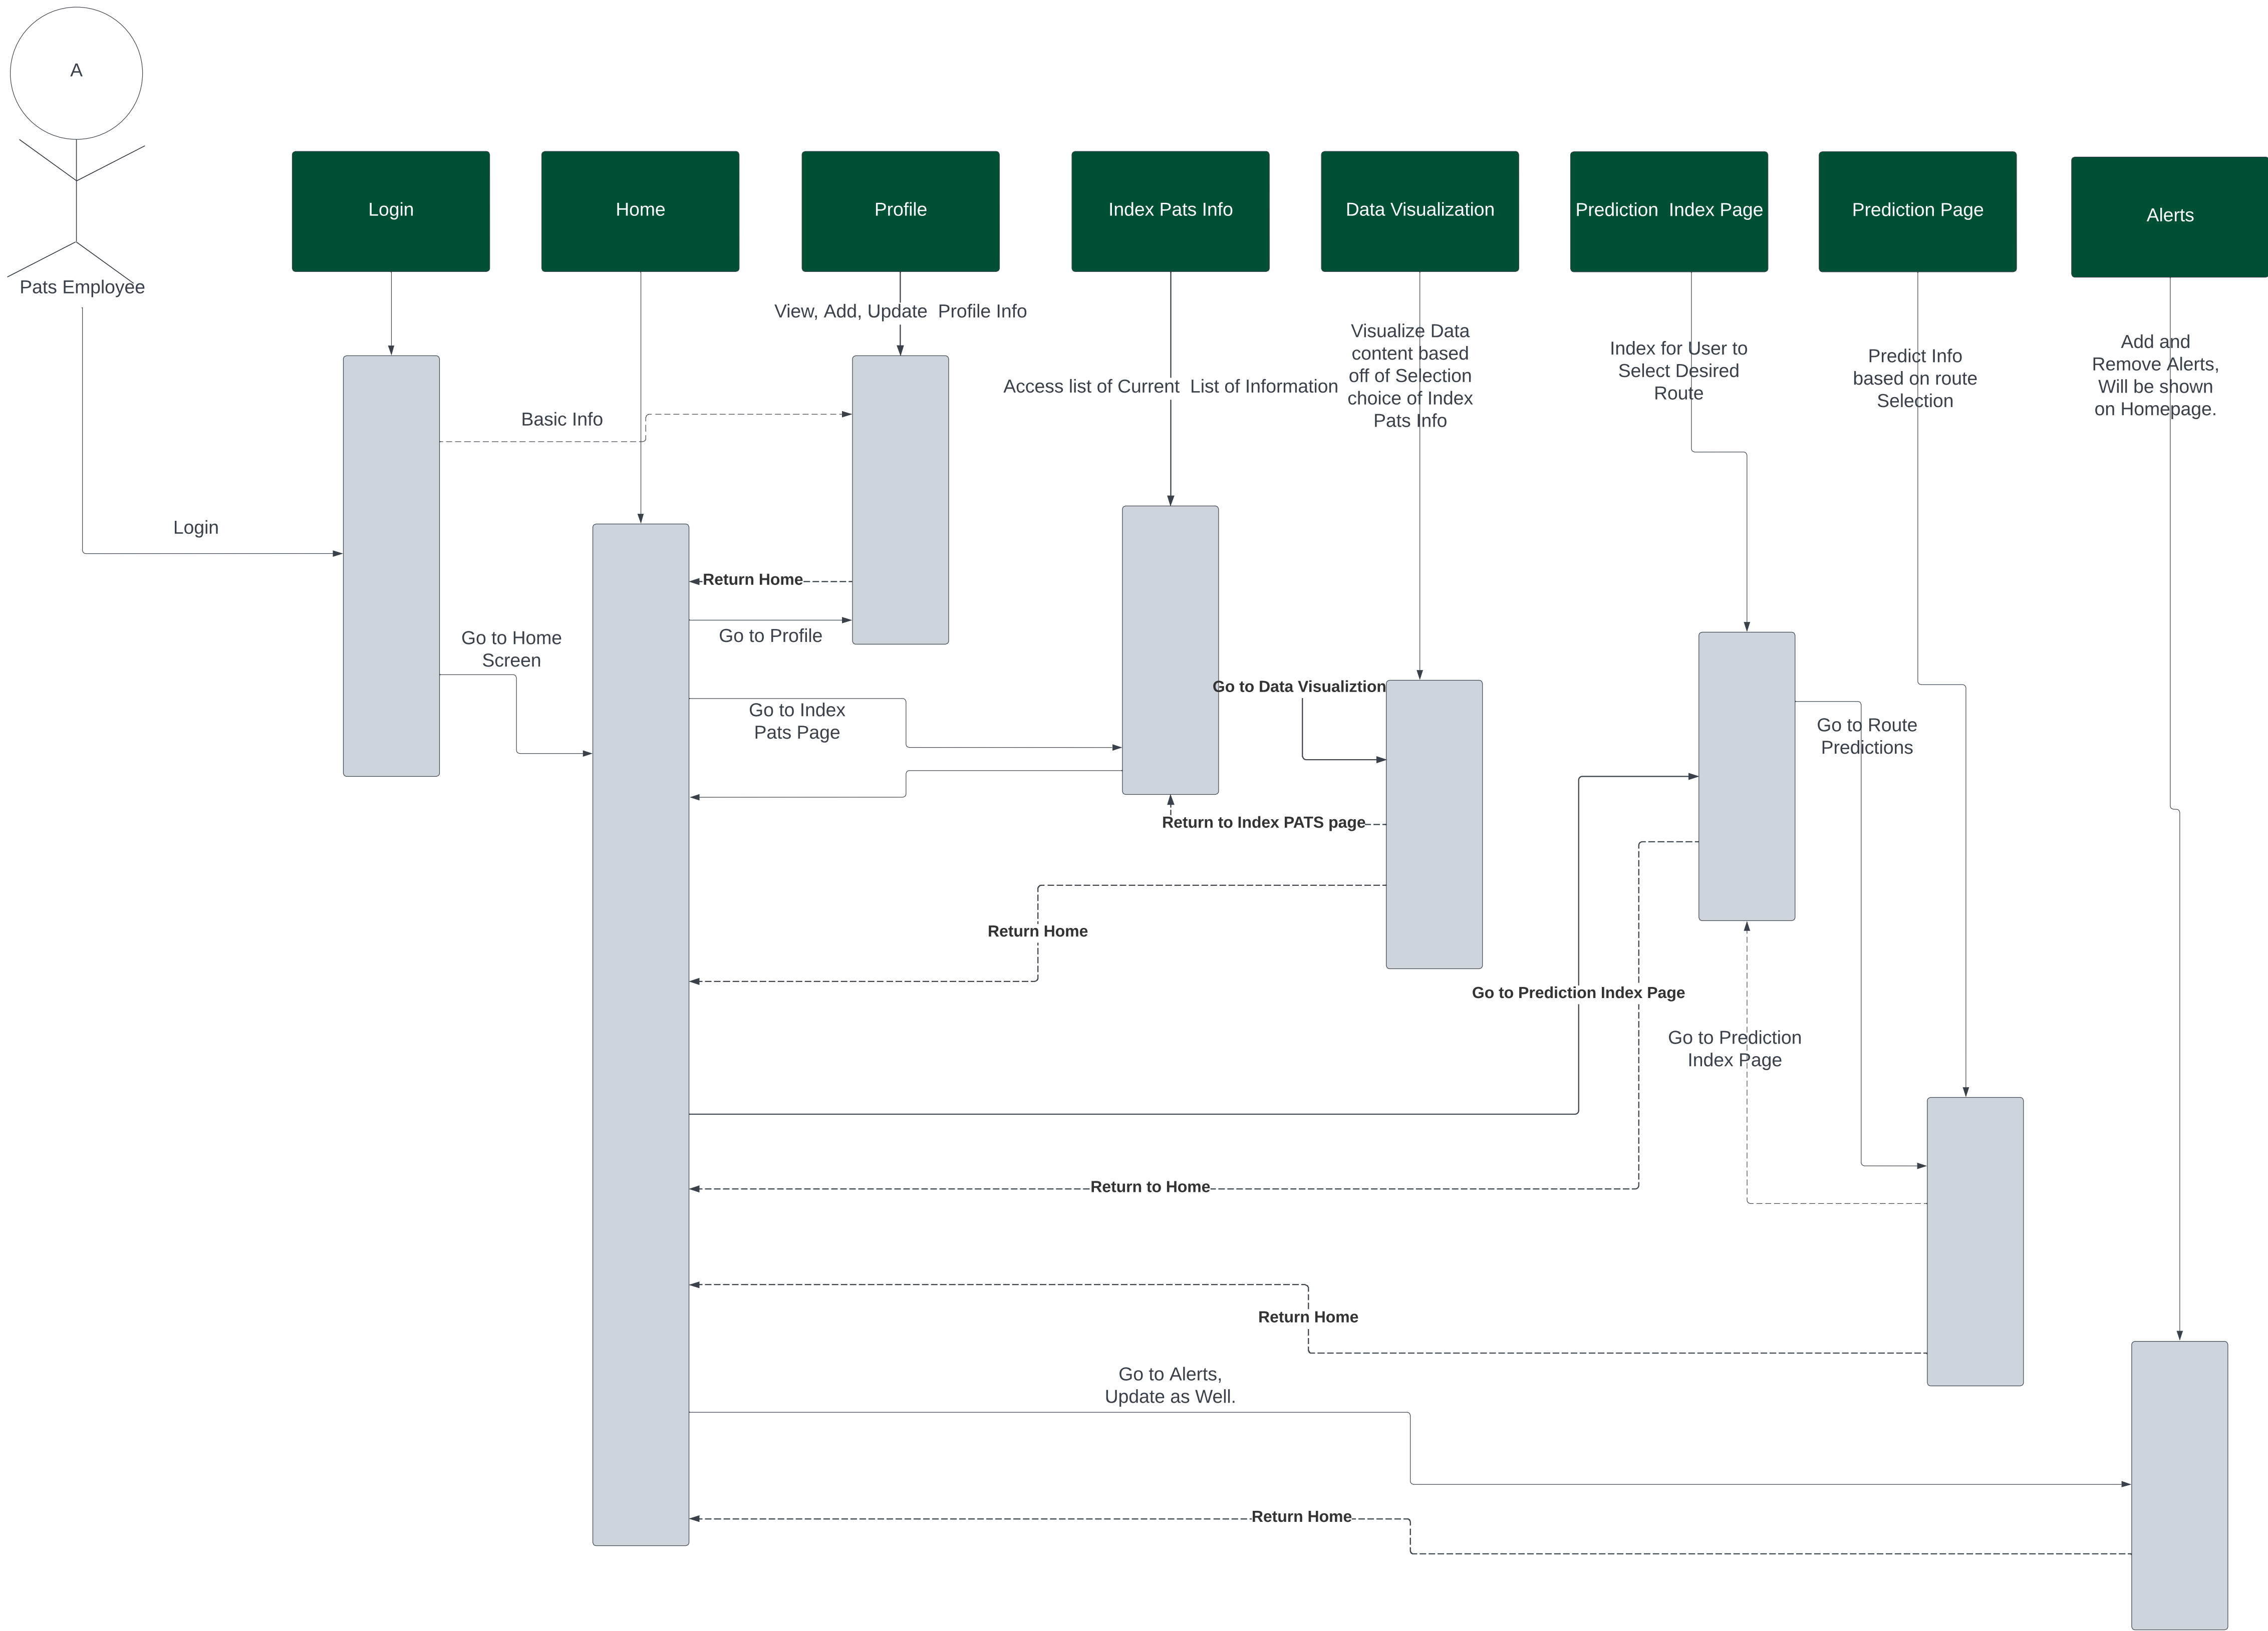 A
Pats Employee
Login
Home
Profile
Index Pats Info
Data Visualization
Prediction  Index Page
Prediction Page
Alerts
View, Add, Update  Profile Info
Access list of Current  List of Information
Visualize Data
content based
off of Selection
choice of Index
Pats Info
Index for User to
Select Desired
Route
Predict Info
based on route
Selection
Add and
Remove Alerts,
Will be shown
on Homepage.
Basic Info
Login
Return Home
Go to Profile
Go to Home
Screen
Go to Index
Pats Page
Go to Data Visualiztion
Go to Route
Predictions
Return to Index PATS page
Return Home
Go to Prediction Index Page
Go to Prediction
Index Page
Return to Home
Return Home
Go to Alerts,
Update as Well.
Return Home